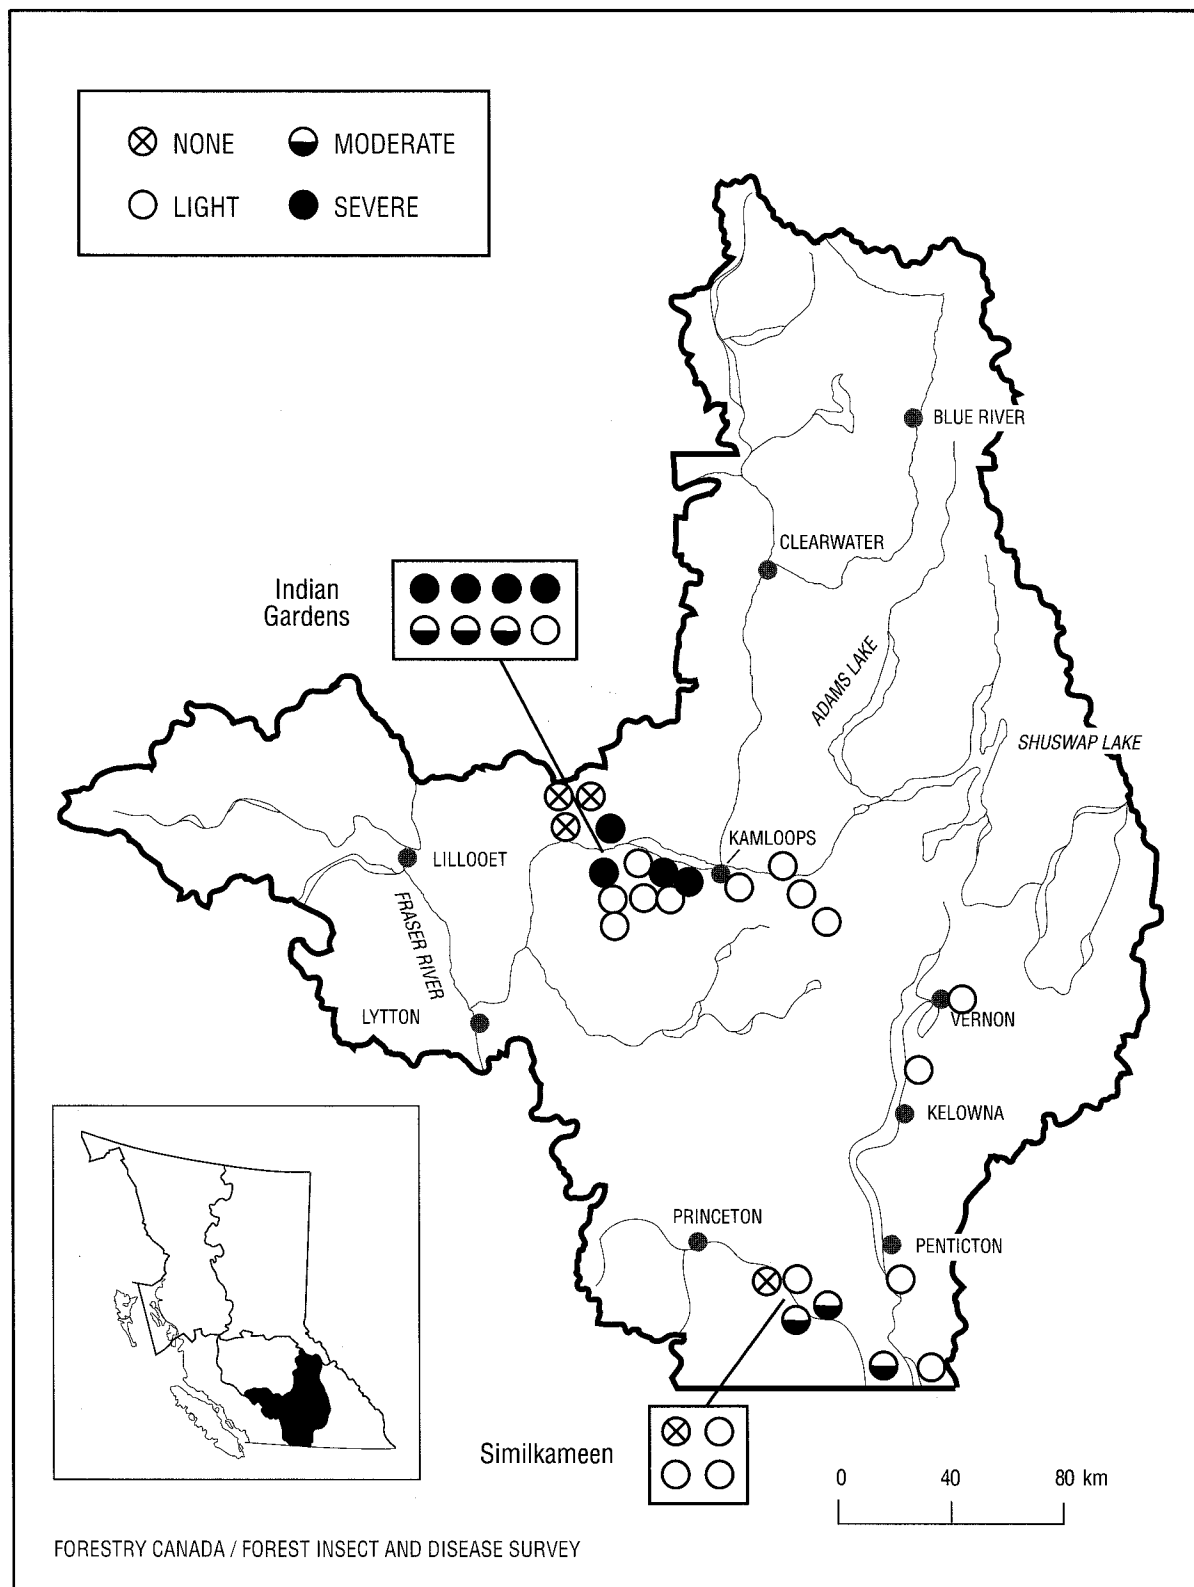 NONE
MODERATE
LIGHT
SEVERE
BLUE RIVER
CLEARWATER
Indian
Gardens
ADAMS LAKE
SHUSWAP LAKE
KAMLOOPS
LILLOOET
FRASER RIVER
LYTTON
VERNON
KELOWNA
PRINCETON
PENTICTON
Similkameen
0 40 80 km
FORESTRY CANADA / FOREST INSECT AND DISEASE SURVEY